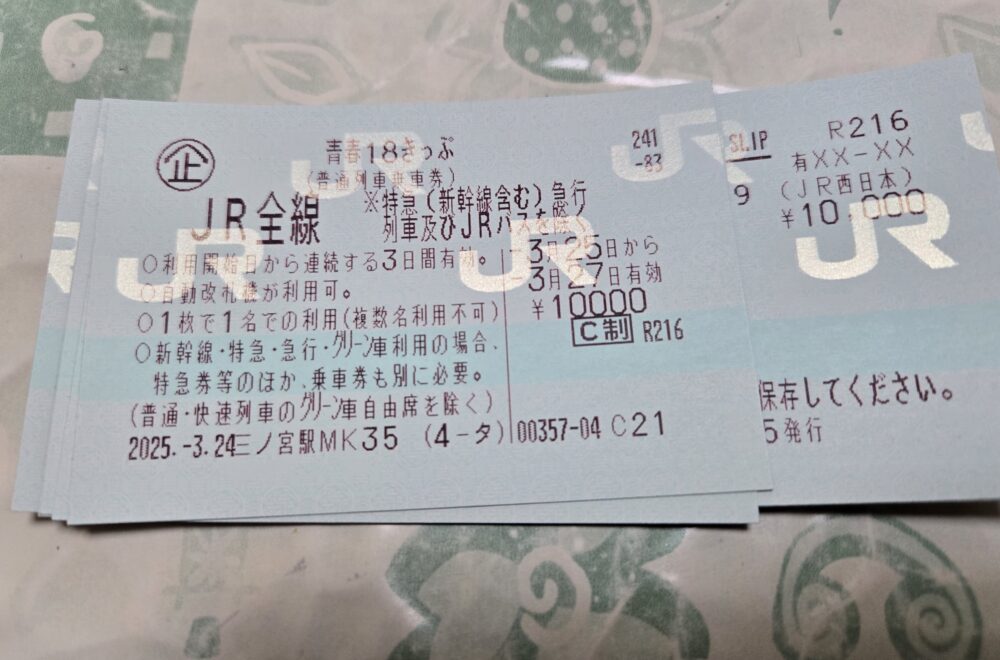 企
青春18きっぷ
(普通列車乗車券)
241
-83
JR全線
※特急(新幹線含む)急行
列車及びJRバスを除く
○利用開始日から連続する3日間有効。
○自動改札機が利用可。
○1枚で1名での利用(複数名利用不可)
○新幹線・特急・急行・グリーン車利用の場合、
特急券等のほか、乗車券も別に必要。
(普通・快速列車のグリーン車自由席を除く)
3月25日から
3月27日有効
¥10000
C制 R216
2025.-3.24三ノ宮駅MK35 (4-タ) 00357-04 C21
SLIP
R216
有XX-XX
9
(JR西日本)
¥10,000
保存してください。
5発行
JR
JR
JR
JR
JR